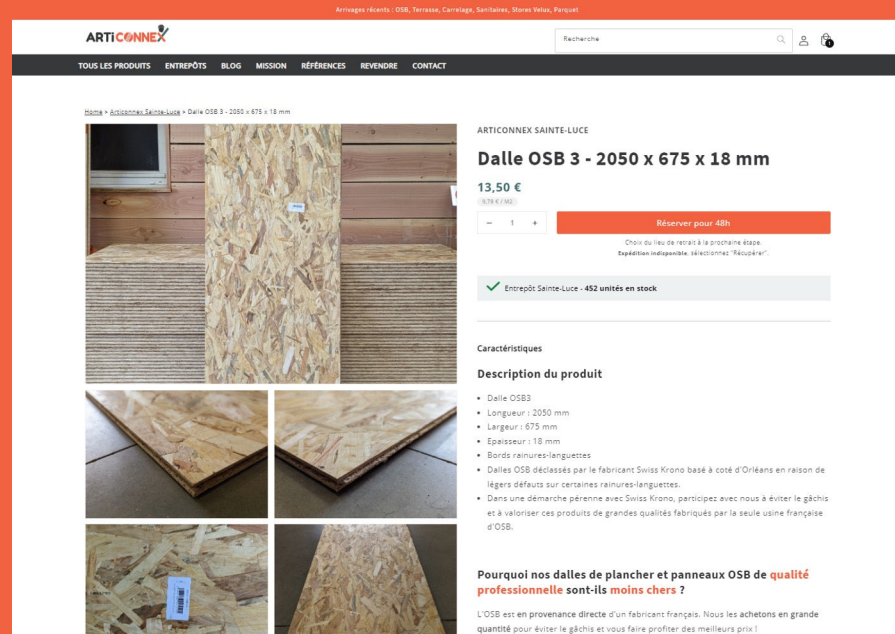 Arrivages récents : OSB, Terrasse, Carrelage, Sanitaires, Stores Velux, Parquet
ARTICONNEX
Recherche
1
TOUS LES PRODUITS ENTREPÔTS BLOG MISSION RÉFÉRENCES REVENDRE CONTACT
Home > Articonnex Sainte-Luce > Dalle OSB 3 - 2050 x 675 x 18 mm
ARTICONNEX SAINTE-LUCE
Dalle OSB 3 - 2050 x 675 x 18 mm
13,50 €
9,78 € / M2
− 1 +
Réserver pour 48h
Choix du lieu de retrait à la prochaine étape.
Expédition indisponible, sélectionnez "Récupérer".
Entrepôt Sainte-Luce - 452 unités en stock
Caractéristiques
Description du produit
• Dalle OSB3
• Longueur : 2050 mm
• Largeur : 675 mm
• Epaisseur : 18 mm
• Bords rainures-languettes
• Dalles OSB déclassés par le fabricant Swiss Krono basé à coté d'Orléans en raison de
légers défauts sur certaines rainures-languettes.
• Dans une démarche pérenne avec Swiss Krono, participez avec nous à éviter le gâchis
et à valoriser ces produits de grandes qualités fabriqués par la seule usine française
d'OSB.
Pourquoi nos dalles de plancher et panneaux OSB de qualité
professionnelle sont-ils moins chers ?
L'OSB est en provenance directe d'un fabricant français. Nous les achetons en grande
quantité pour éviter le gâchis et vous faire profiter des meilleurs prix !